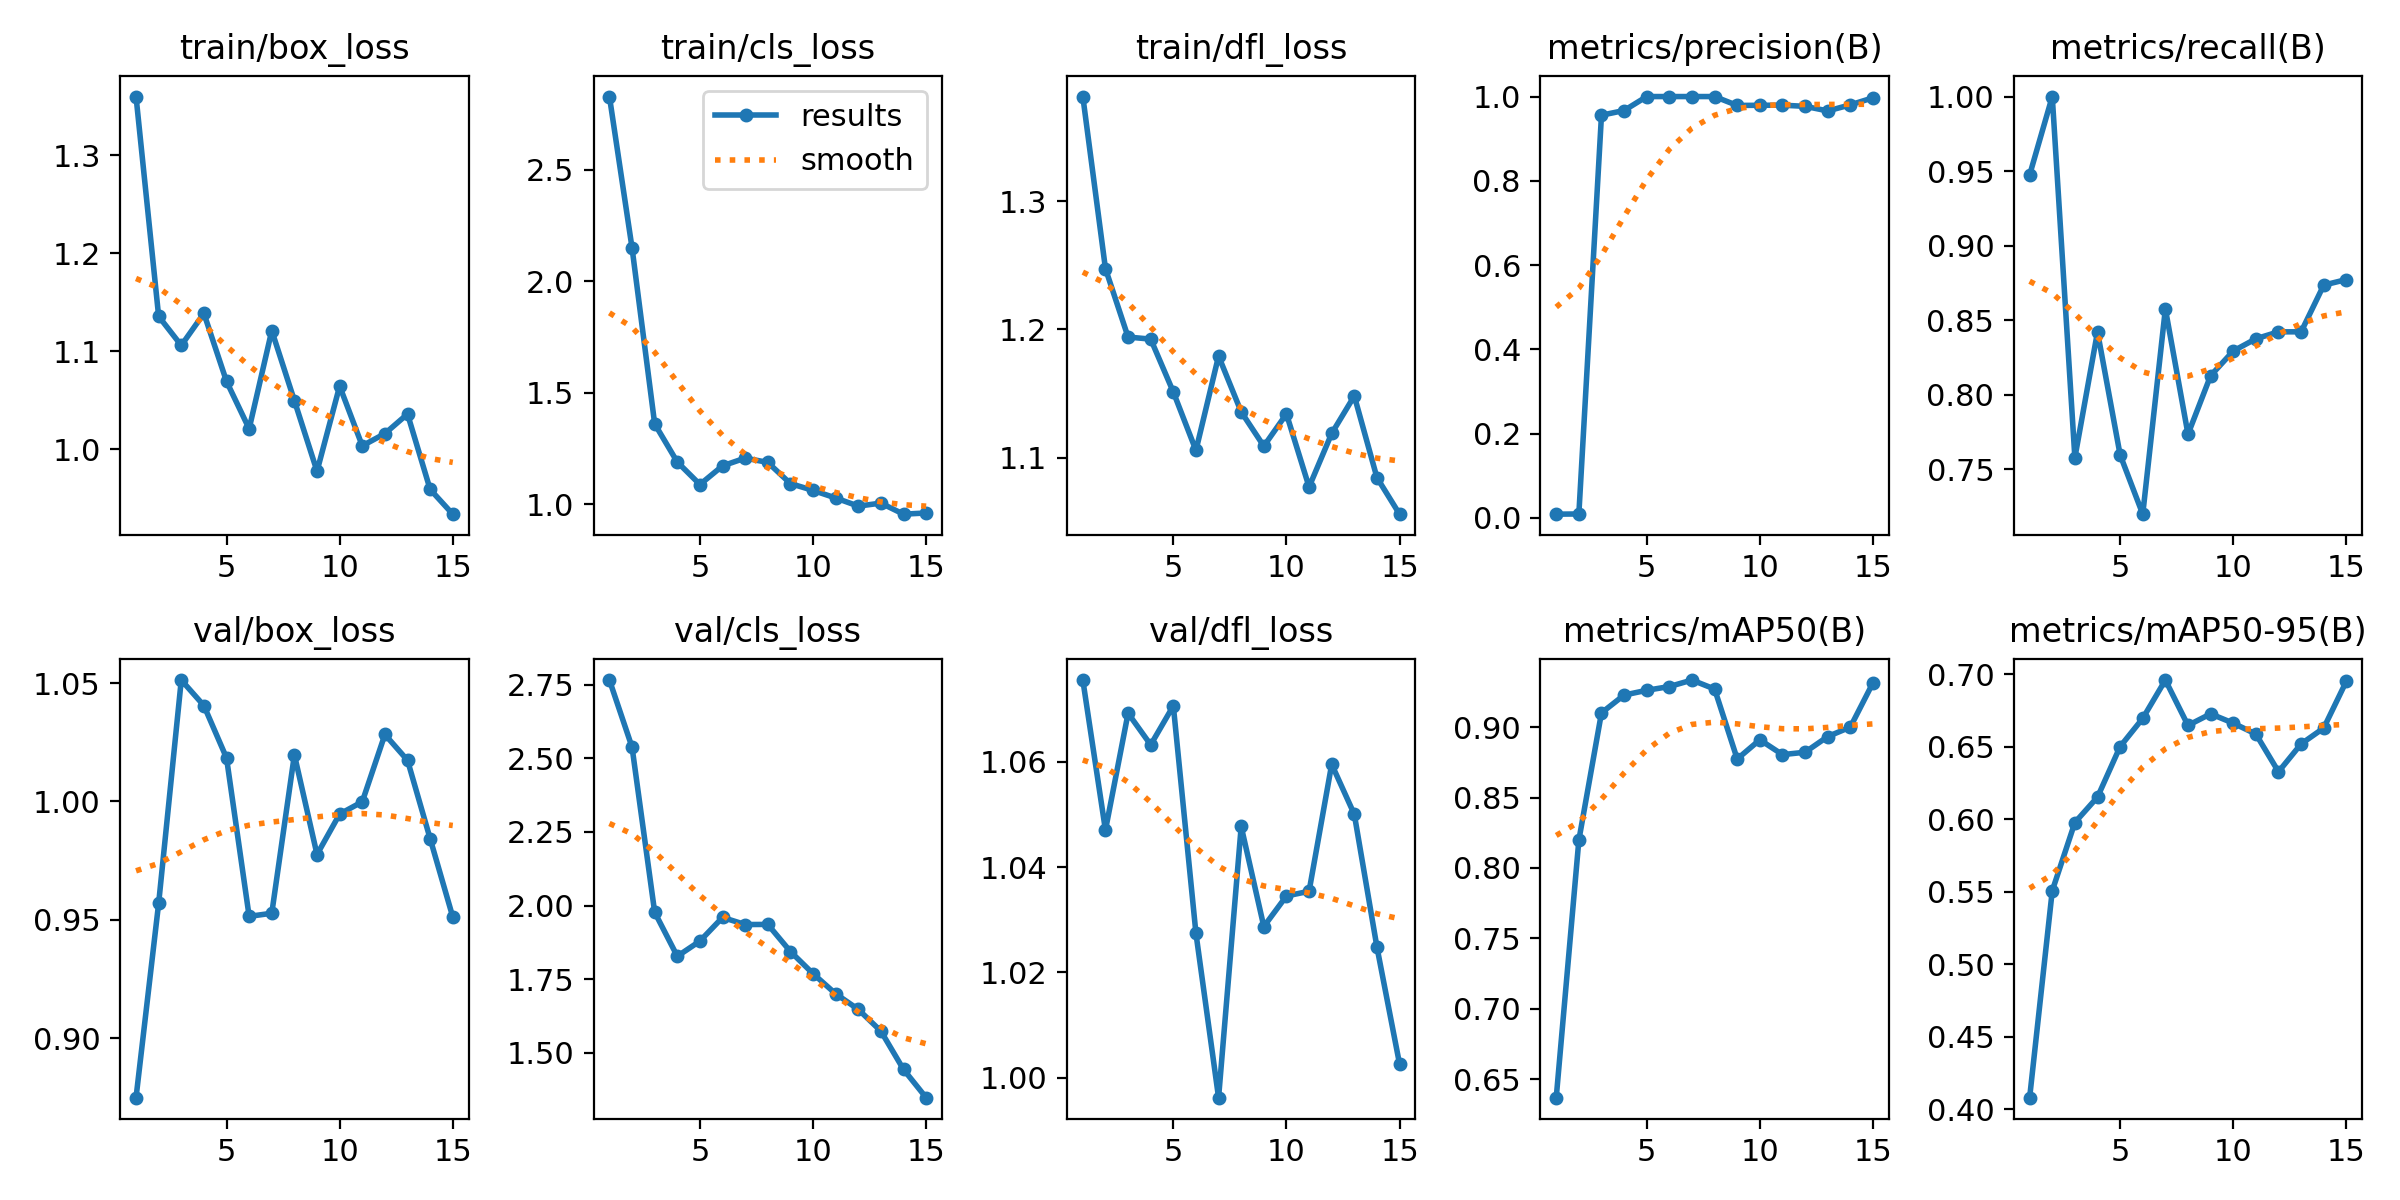 train/box_loss
1.3
1.2
1.1
1.0
5 10 15
train/cls_loss
results
smooth
2.5
2.0
1.5
1.0
5 10 15
train/dfl_loss
1.3
1.2
1.1
5 10 15
metrics/precision(B)
1.0
0.8
0.6
0.4
0.2
0.0
5 10 15
metrics/recall(B)
1.00
0.95
0.90
0.85
0.80
0.75
5 10 15
val/box_loss
1.05
1.00
0.95
0.90
5 10 15
val/cls_loss
2.75
2.50
2.25
2.00
1.75
1.50
5 10 15
val/dfl_loss
1.06
1.04
1.02
1.00
5 10 15
metrics/mAP50(B)
0.90
0.85
0.80
0.75
0.70
0.65
5 10 15
metrics/mAP50-95(B)
0.70
0.65
0.60
0.55
0.50
0.45
0.40
5 10 15